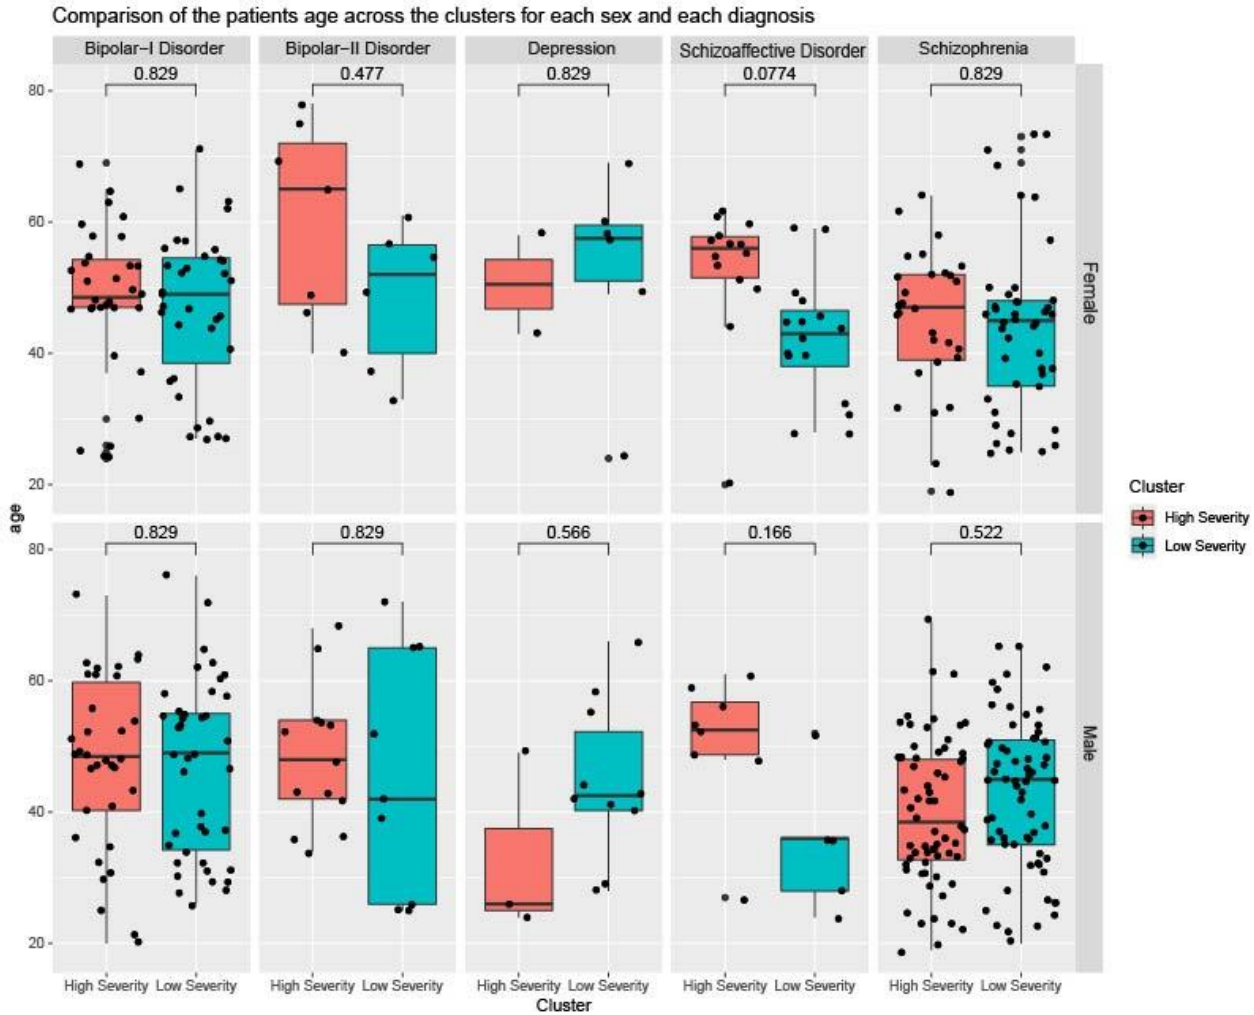 Comparison of the patients age across the clusters for each sex and each diagnosis
Bipolar−I Disorder Bipolar−II Disorder Depression Schizoaffective Disorder Schizophrenia
0.829 0.477 0.829 0.0774 0.829
80
60
40
20
Female
0.829 0.829 0.566 0.166 0.522
80
60
40
20
Male
age
High Severity Low Severity High Severity Low Severity High Severity Low Severity High Severity Low Severity High Severity Low Severity
Cluster
Cluster
High Severity
Low Severity